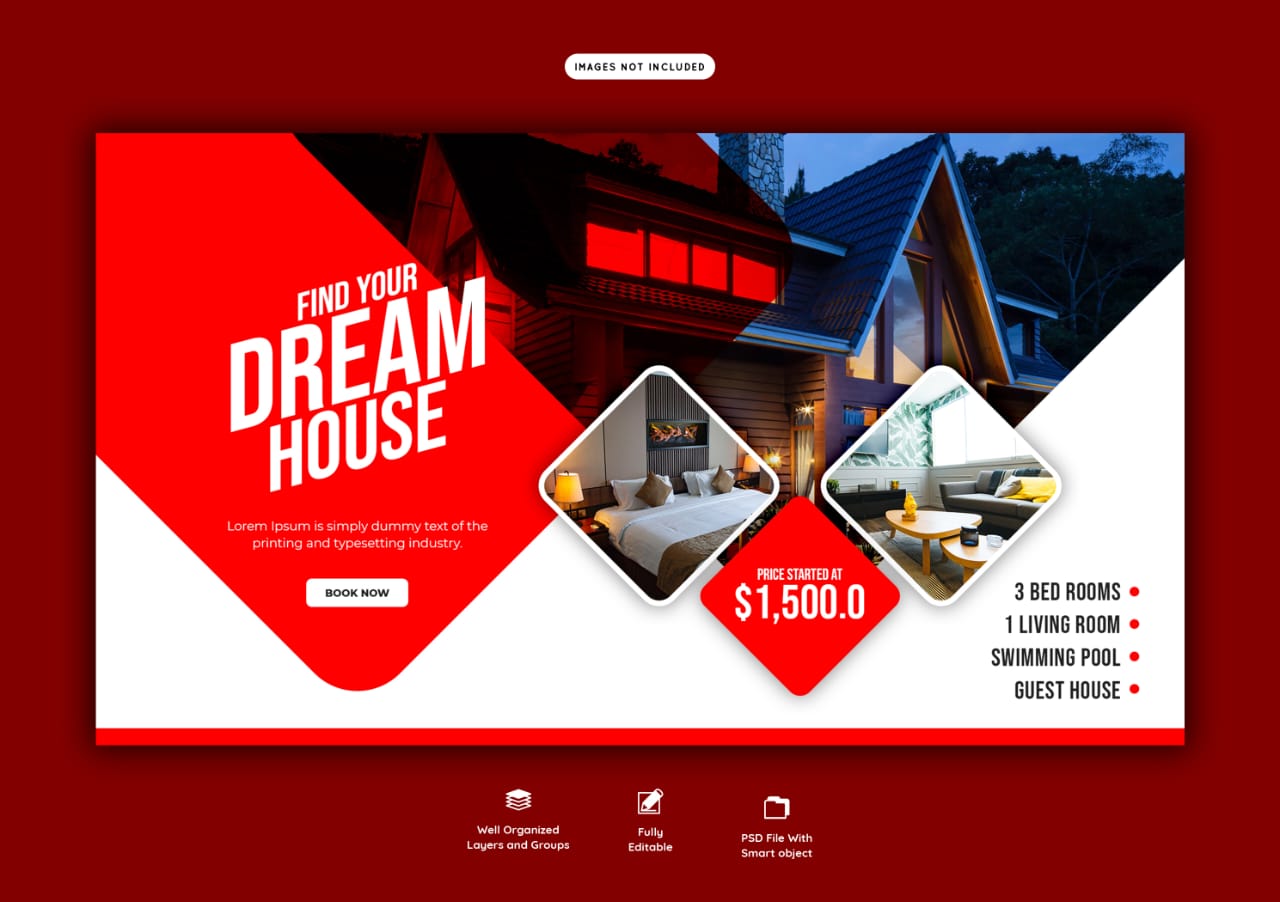 IMAGES NOT INCLUDED
FIND YOUR
DREAM
HOUSE
Lorem Ipsum is simply dummy text of the
printing and typesetting industry.
BOOK NOW
PRICE STARTED AT
$1,500.0
3 BED ROOMS
1 LIVING ROOM
SWIMMING POOL
GUEST HOUSE
Well Organized
Layers and Groups
Fully
Editable
PSD File With
Smart object